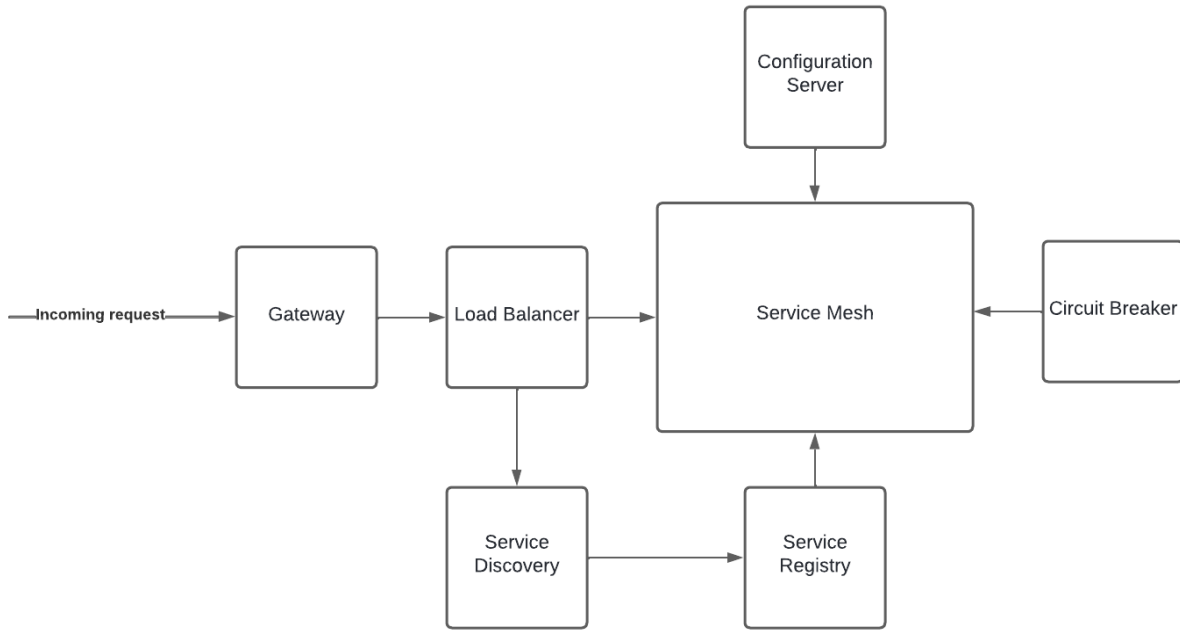 Configuration
Server
Incoming request
Gateway
Load Balancer
Service Mesh
Circuit Breaker
Service
Discovery
Service
Registry